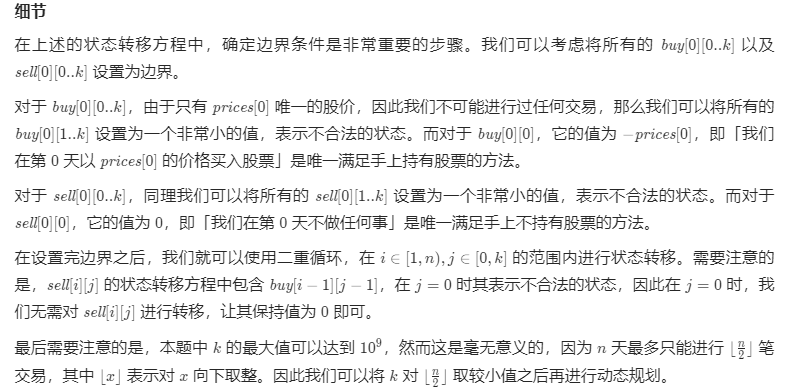 细节
在上述的状态转移方程中，确定边界条件是非常重要的步骤。我们可以考虑将所有的 buy[0][0..k] 以及
sell[0][0..k] 设置为边界。
对于 buy[0][0..k]，由于只有 prices[0] 唯一的股价，因此我们不可能进行过任何交易，那么我们可以将所有的
buy[0][1..k] 设置为一个非常小的值，表示不合法的状态。而对于 buy[0][0]，它的值为 −prices[0]，即「我们
在第 0 天以 prices[0] 的价格买入股票」是唯一满足手上持有股票的方法。
对于 sell[0][0..k]，同理我们可以将所有的 sell[0][1..k] 设置为一个非常小的值，表示不合法的状态。而对于
sell[0][0]，它的值为 0，即「我们在第 0 天不做任何事」是唯一满足手上不持有股票的方法。
在设置完边界之后，我们就可以使用二重循环，在 i ∈ [1, n), j ∈ [0, k] 的范围内进行状态转移。需要注意的
是，sell[i][j] 的状态转移方程中包含 buy[i − 1][j − 1]，在 j = 0 时其表示不合法的状态，因此在 j = 0 时，我
们无需对 sell[i][j] 进行转移，让其保持值为 0 即可。
最后需要注意的是，本题中 k 的最大值可以达到 10⁹，然而这是毫无意义的，因为 n 天最多只能进行 ⌊n/2⌋ 笔
交易，其中 ⌊x⌋ 表示对 x 向下取整。因此我们可以将 k 对 ⌊n/2⌋ 取较小值之后再进行动态规划。